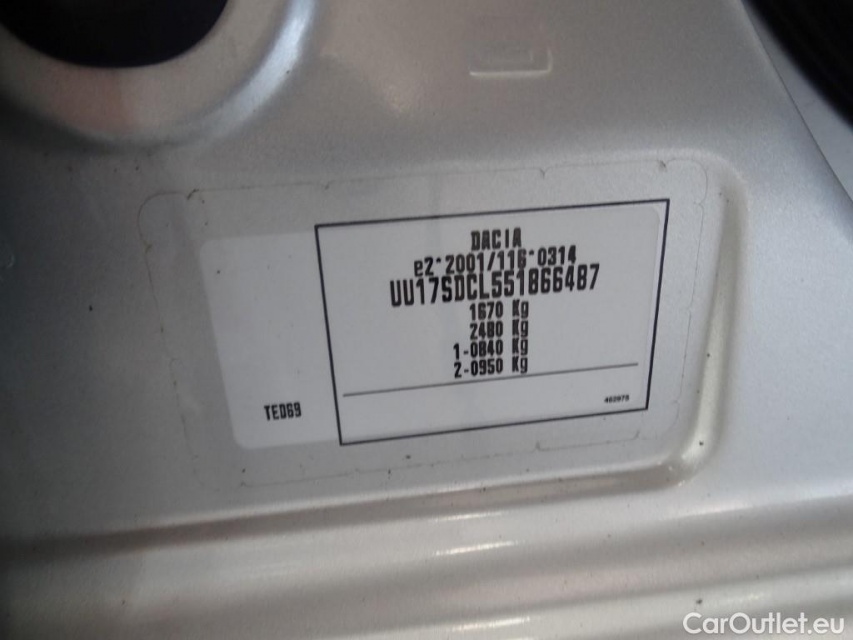 DACIA
e2*2001/116*0314
UU17SDCL551866487
1670 Kg
2480 Kg
1-0840 Kg
2-0950 Kg
TED69
CarOutlet.eu